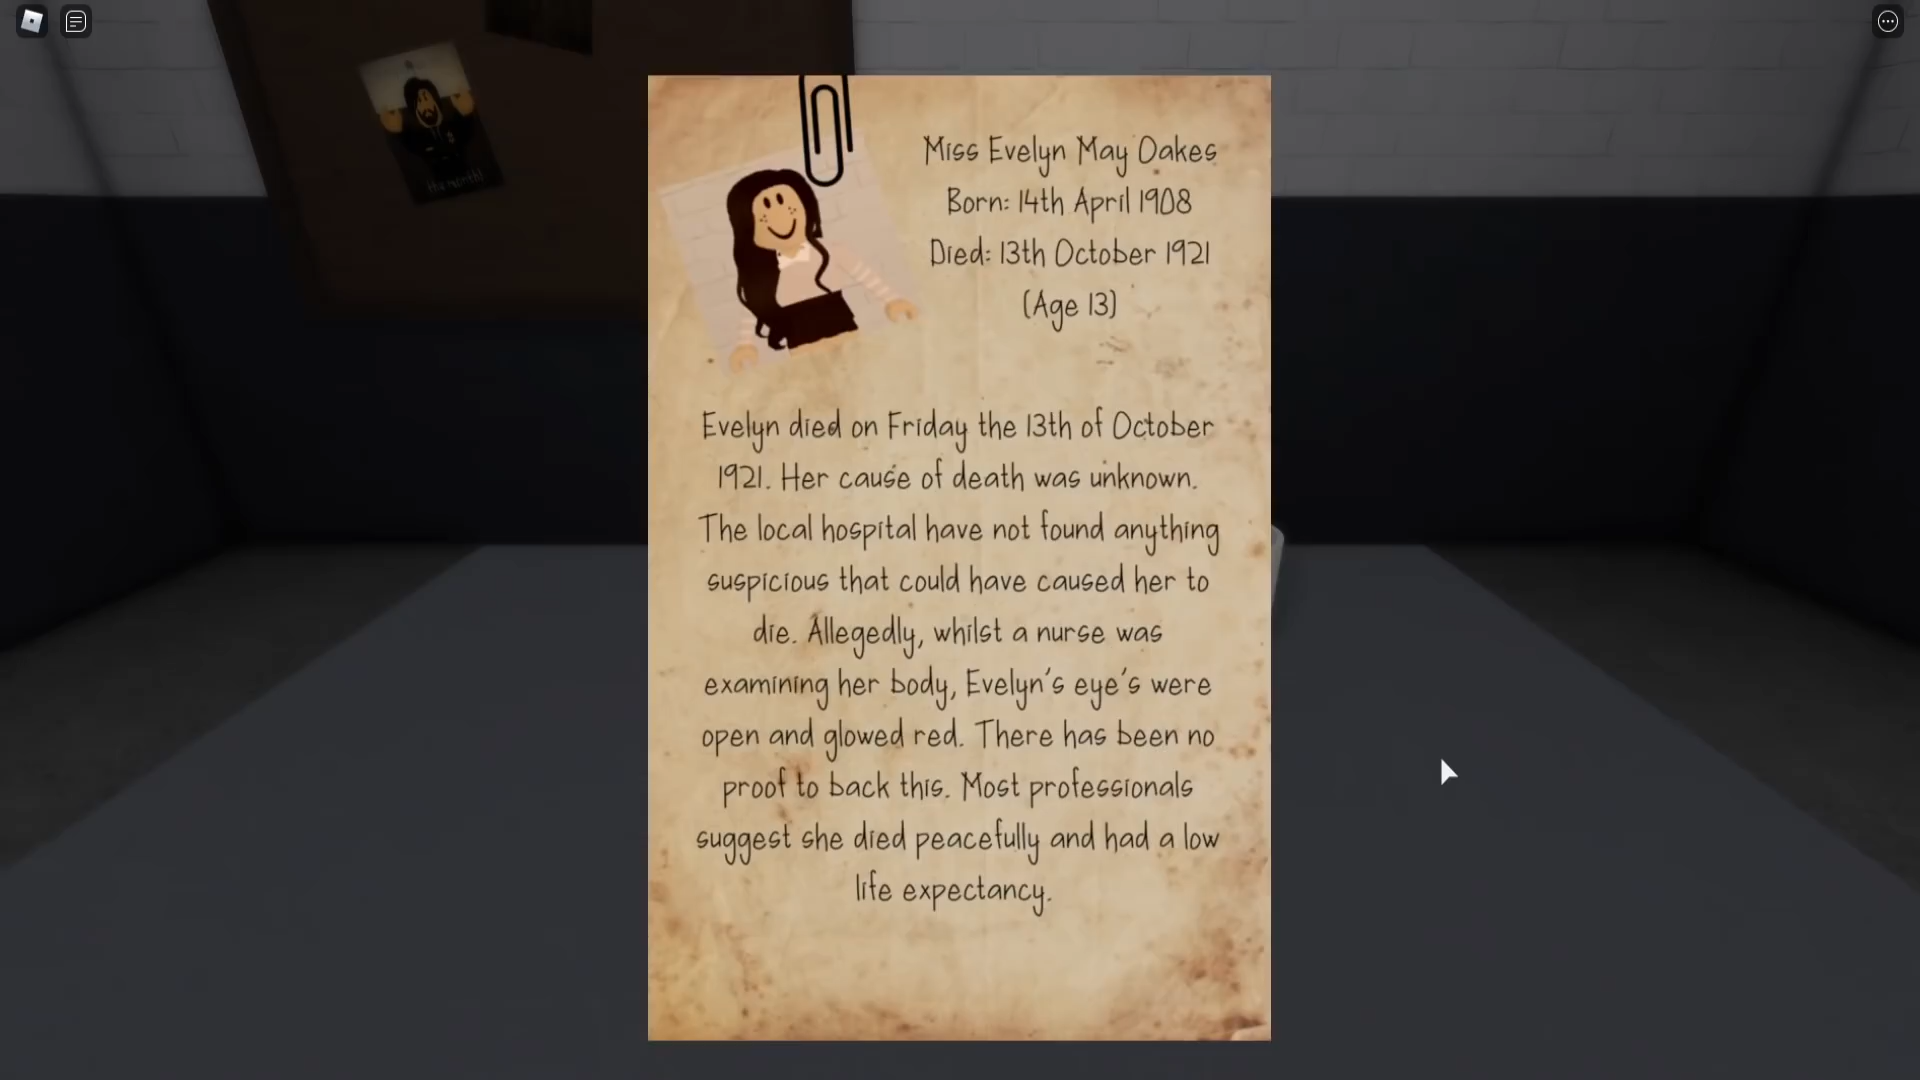 the month!
Miss Evelyn May Oakes
Born: 14th April 1908
Died: 13th October 1921
(Age 13)
Evelyn died on Friday the 13th of October
1921. Her cause of death was unknown.
The local hospital have not found anything
suspicious that could have caused her to
die. Allegedly, whilst a nurse was
examining her body, Evelyn's eye's were
open and glowed red. There has been no
proof to back this. Most professionals
suggest she died peacefully and had a low
life expectancy.